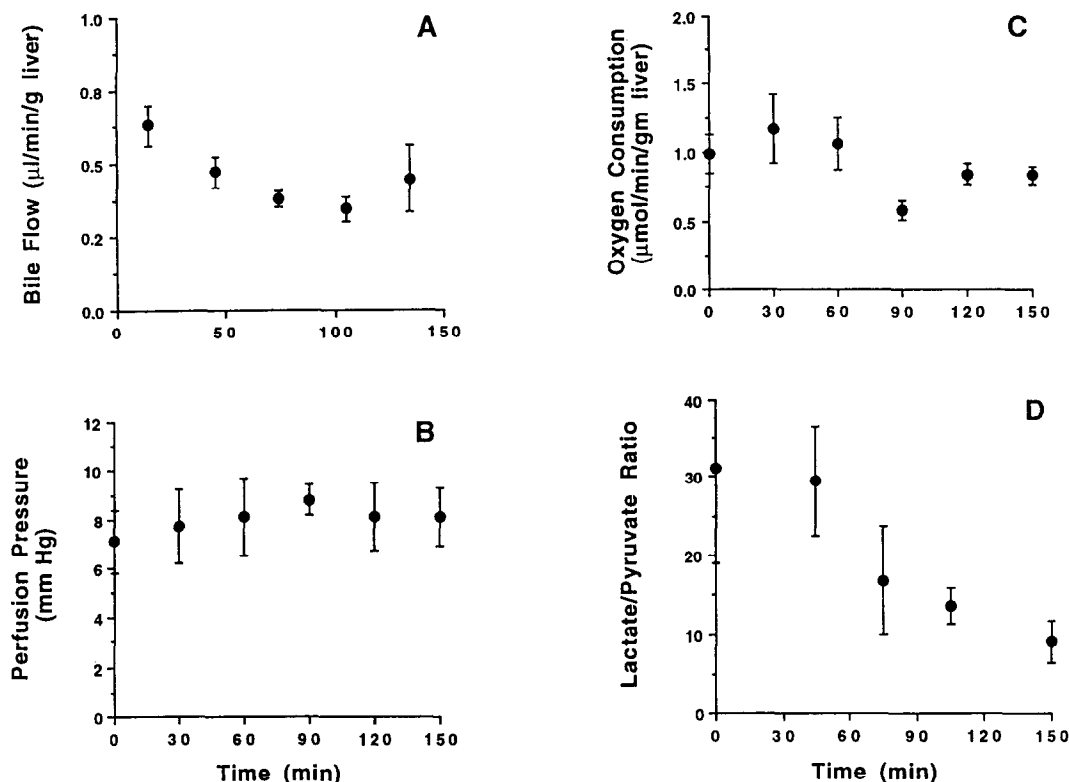 A
Bile Flow (µl/min/g liver)
1.0
0.8
0.5
0.2
0.0
0 50 100 150
C
Oxygen Consumption
(µmol/min/gm liver)
2.0
1.5
1.0
0.5
0.0
0 30 60 90 120 150
B
Perfusion Pressure
(mm Hg)
12
10
8
6
4
2
0
0 30 60 90 120 150
Time (min)
D
Lactate/Pyruvate Ratio
40
30
20
10
0
0 30 60 90 120 150
Time (min)